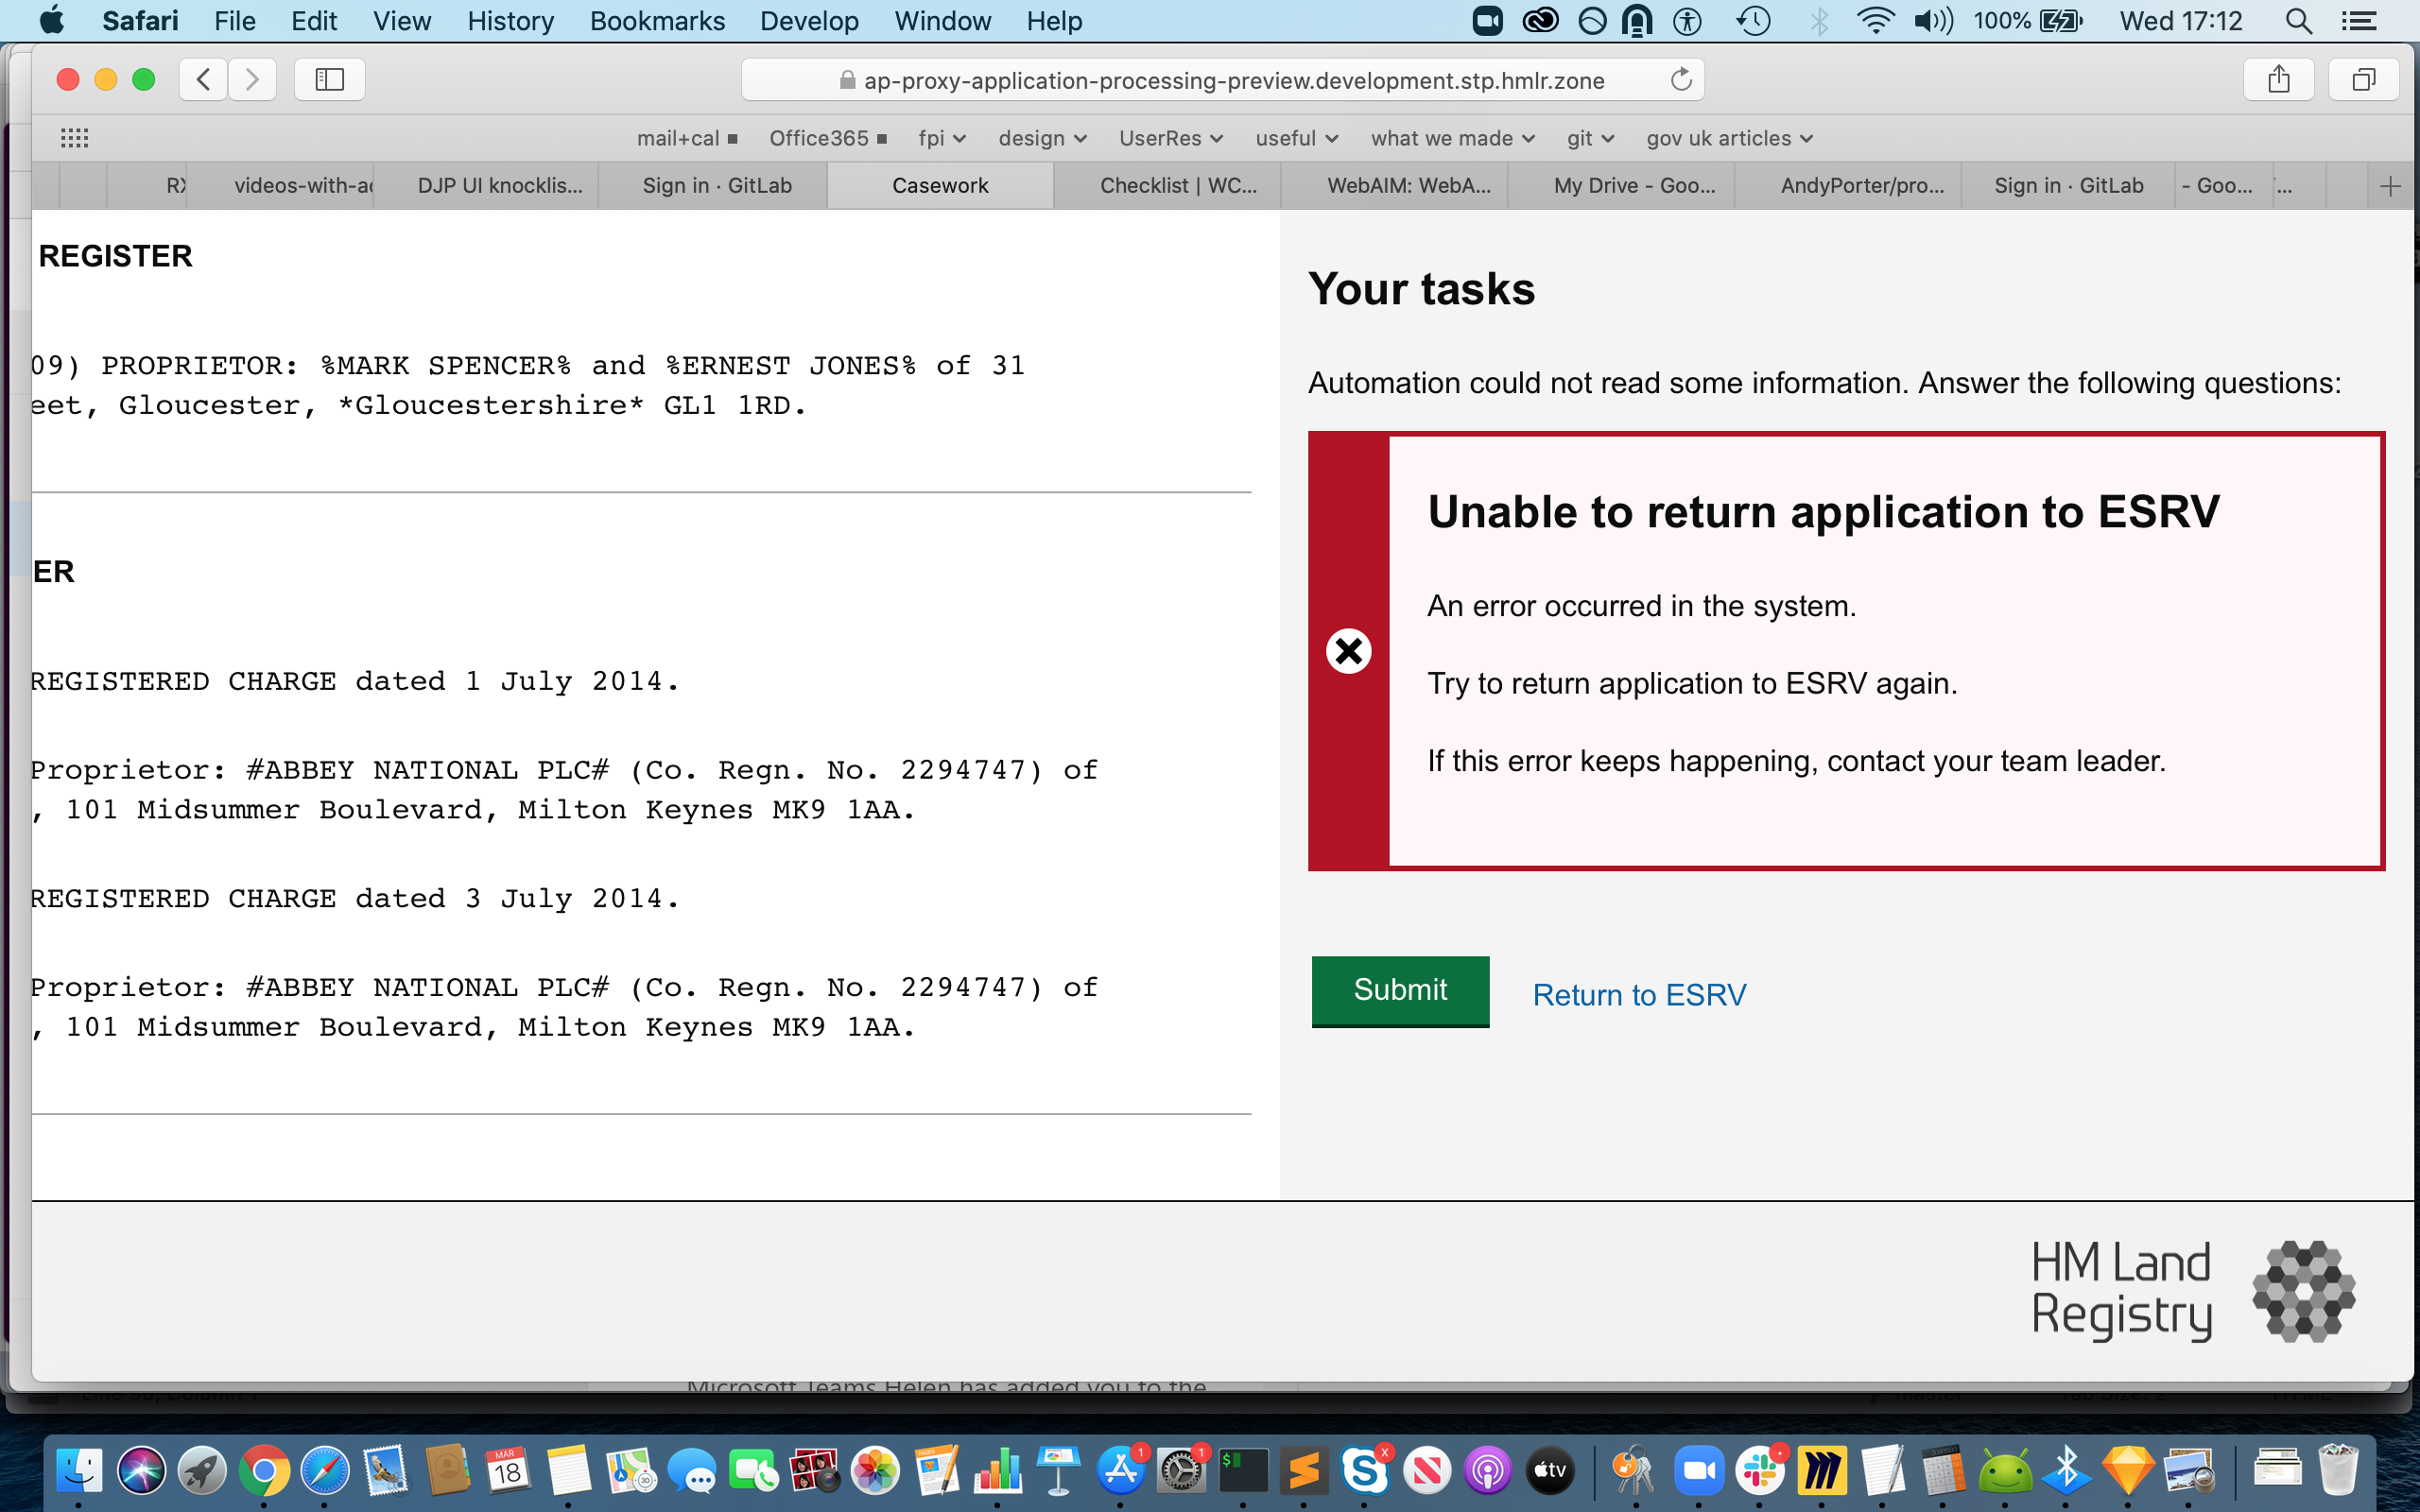 Safari File Edit View History Bookmarks Develop Window Help 100% Wed 17:12
ap-proxy-application-processing-preview.development.stp.hmlr.zone
mail+cal Office365 fpi design UserRes useful what we made git gov uk articles
videos-with-ac DJP UI knocklis... Sign in · GitLab Casework Checklist | WC... WebAIM: WebA... My Drive - Goo... AndyPorter/pro... Sign in · GitLab - Goo... ...
REGISTER
09) PROPRIETOR: %MARK SPENCER% and %ERNEST JONES% of 31
eet, Gloucester, *Gloucestershire* GL1 1RD.
ER
REGISTERED CHARGE dated 1 July 2014.
Proprietor: #ABBEY NATIONAL PLC# (Co. Regn. No. 2294747) of
, 101 Midsummer Boulevard, Milton Keynes MK9 1AA.
REGISTERED CHARGE dated 3 July 2014.
Proprietor: #ABBEY NATIONAL PLC# (Co. Regn. No. 2294747) of
, 101 Midsummer Boulevard, Milton Keynes MK9 1AA.
Your tasks
Automation could not read some information. Answer the following questions:
Unable to return application to ESRV
An error occurred in the system.
Try to return application to ESRV again.
If this error keeps happening, contact your team leader.
Submit Return to ESRV
HM Land
Registry
Microsoft Teams Helen has added you to the
MAR
18
1
1
$
S
x
N
tv